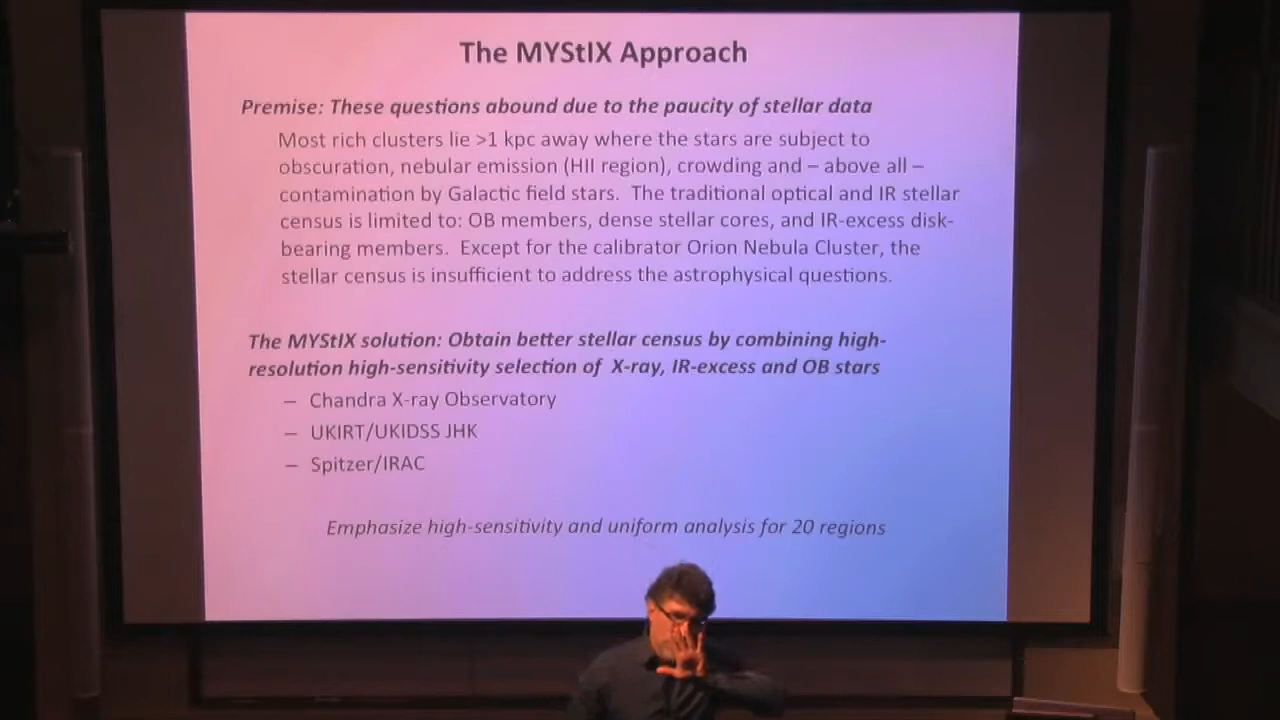 The MYStIX Approach
Premise: These questions abound due to the paucity of stellar data
Most rich clusters lie >1 kpc away where the stars are subject to
obscuration, nebular emission (HII region), crowding and – above all –
contamination by Galactic field stars. The traditional optical and IR stellar
census is limited to: OB members, dense stellar cores, and IR-excess disk-
bearing members. Except for the calibrator Orion Nebula Cluster, the
stellar census is insufficient to address the astrophysical questions.
The MYStIX solution: Obtain better stellar census by combining high-
resolution high-sensitivity selection of X-ray, IR-excess and OB stars
– Chandra X-ray Observatory
– UKIRT/UKIDSS JHK
– Spitzer/IRAC
Emphasize high-sensitivity and uniform analysis for 20 regions